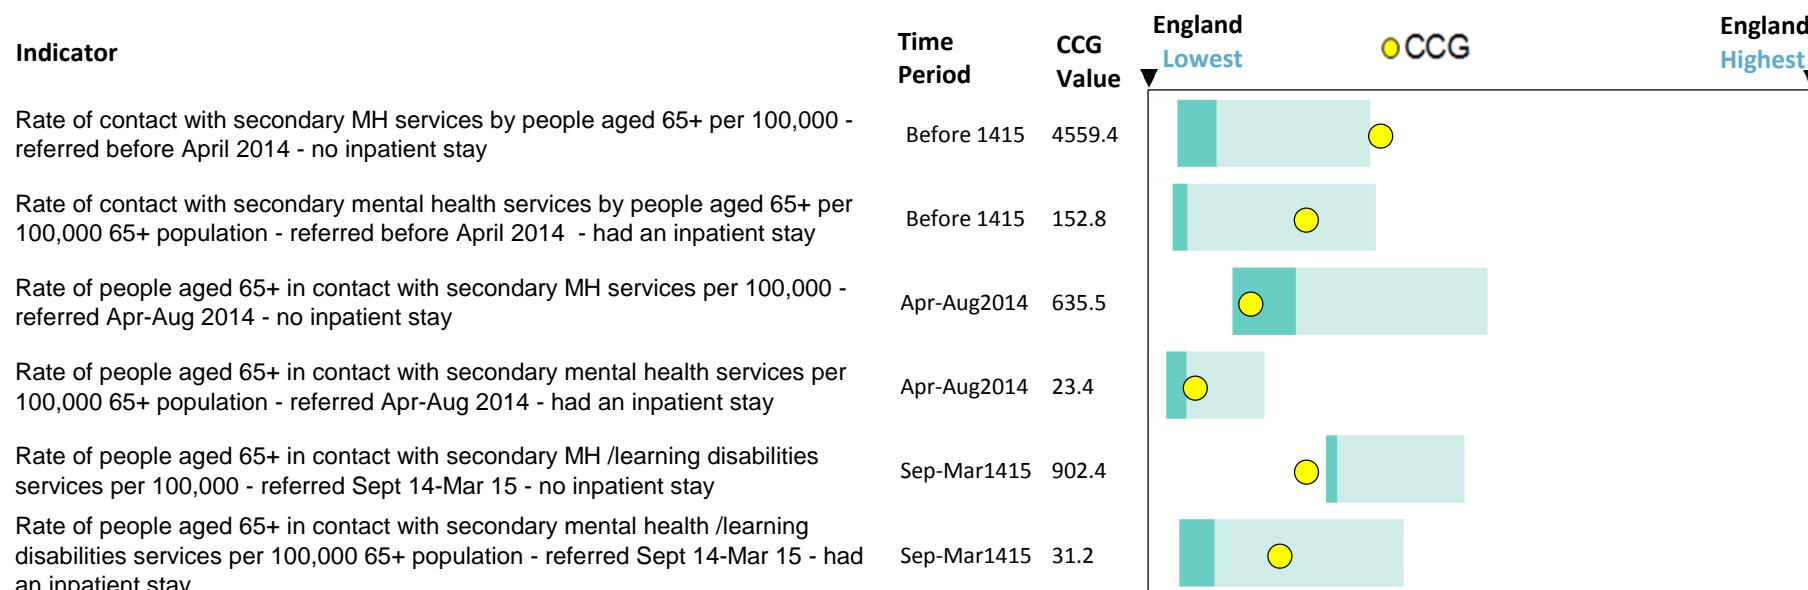 Indicator
Time Period
CCG Value
England Lowest
CCG
England Highest
Rate of contact with secondary MH services by people aged 65+ per 100,000 -
referred before April 2014 - no inpatient stay
Before 1415
4559.4
Rate of contact with secondary mental health services by people aged 65+ per
100,000 65+ population - referred before April 2014  - had an inpatient stay
Before 1415
152.8
Rate of people aged 65+ in contact with secondary MH services per 100,000 -
referred Apr-Aug 2014 - no inpatient stay
Apr-Aug2014
635.5
Rate of people aged 65+ in contact with secondary mental health services per
100,000 65+ population - referred Apr-Aug 2014 - had an inpatient stay
Apr-Aug2014
23.4
Rate of people aged 65+ in contact with secondary MH /learning disabilities
services per 100,000 - referred Sept 14-Mar 15 - no inpatient stay
Sep-Mar1415
902.4
Rate of people aged 65+ in contact with secondary mental health /learning
disabilities services per 100,000 65+ population - referred Sept 14-Mar 15 - had
an inpatient stay
Sep-Mar1415
31.2